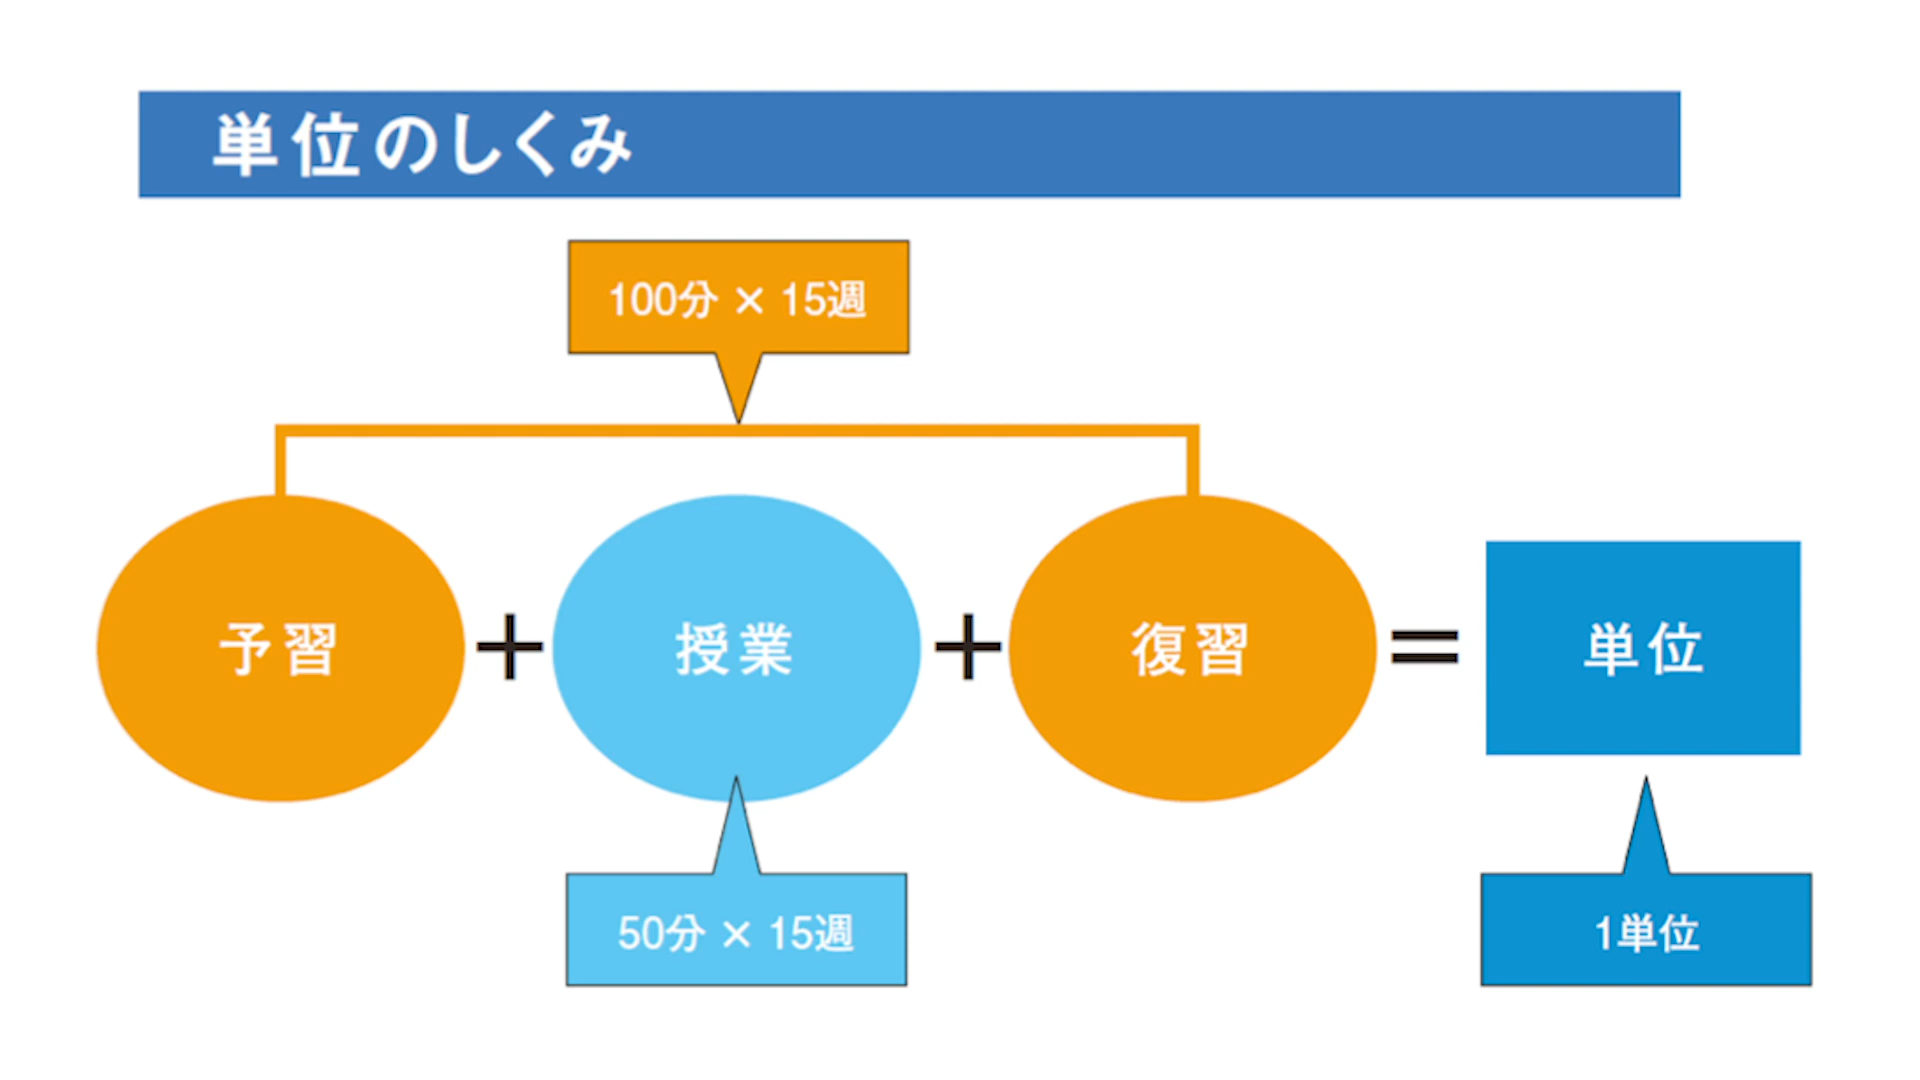 単位のしくみ
100分 × 15週
予習 + 授業 + 復習 = 単位
50分 × 15週
1単位